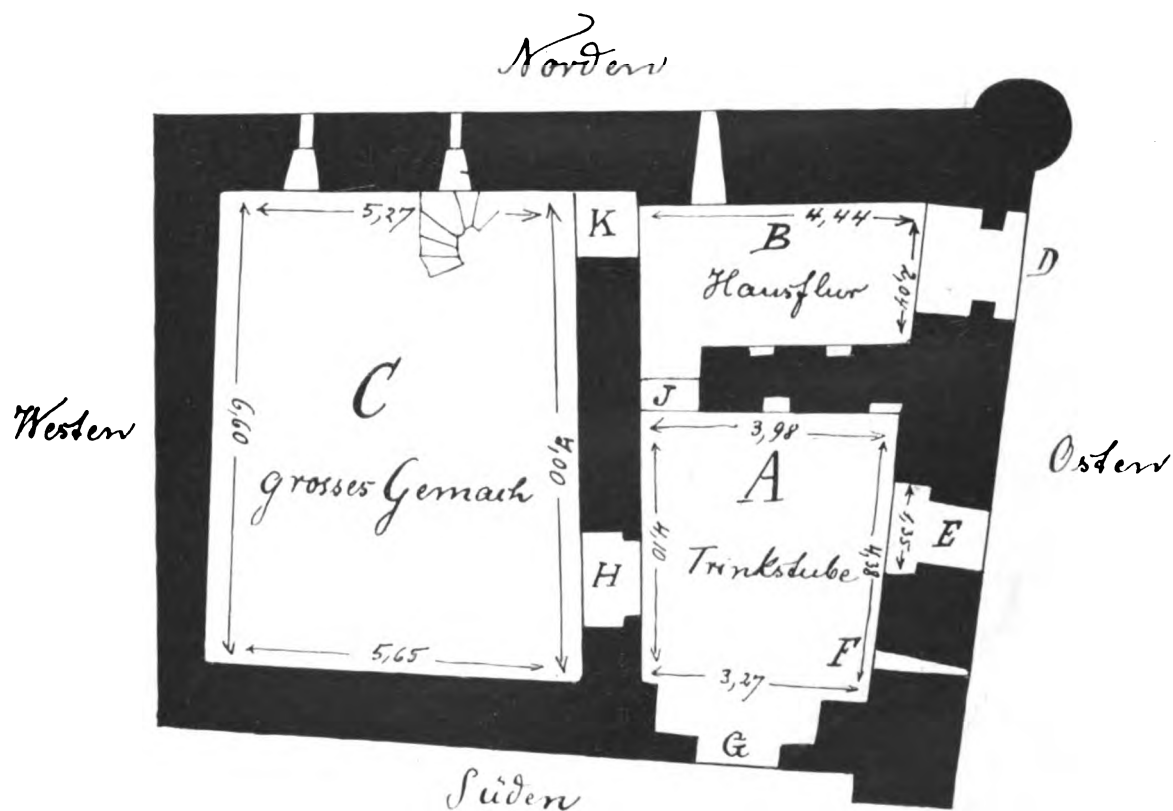 Norden
5,27
K
4,44
B
Hausflur
2,04
D
C
6,60
7,00
grosses Gemach
Westen
J
3,98
A
Trinkstube
4,10
4,38
1,35
E
Osten
H
F
5,65
3,27
G
Süden